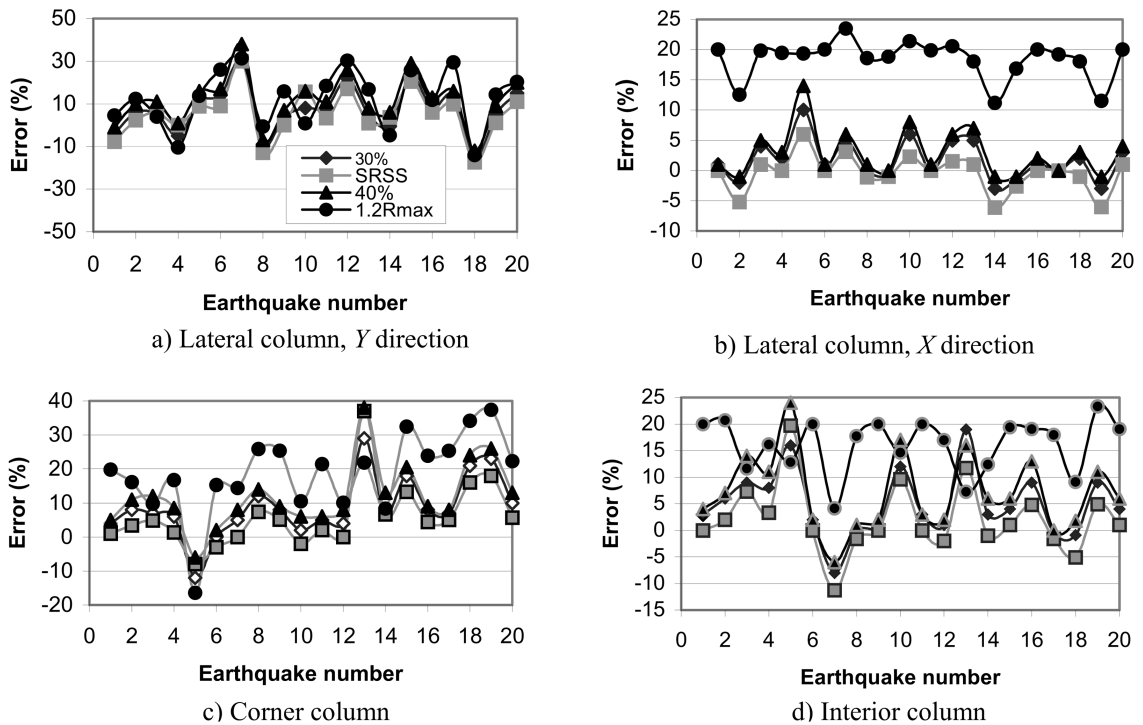 50
30
10
-10
-30
-50
Error (%)
30%
SRSS
40%
1.2Rmax
0 2 4 6 8 10 12 14 16 18 20
Earthquake number
a) Lateral column, Y direction
25
20
15
10
5
0
-5
-10
Error (%)
0 2 4 6 8 10 12 14 16 18 20
Earthquake number
b) Lateral column, X direction
40
30
20
10
0
-10
-20
Error (%)
0 2 4 6 8 10 12 14 16 18 20
Earthquake number
c) Corner column
25
20
15
10
5
0
-5
-10
-15
Error (%)
0 2 4 6 8 10 12 14 16 18 20
Earthquake number
d) Interior column